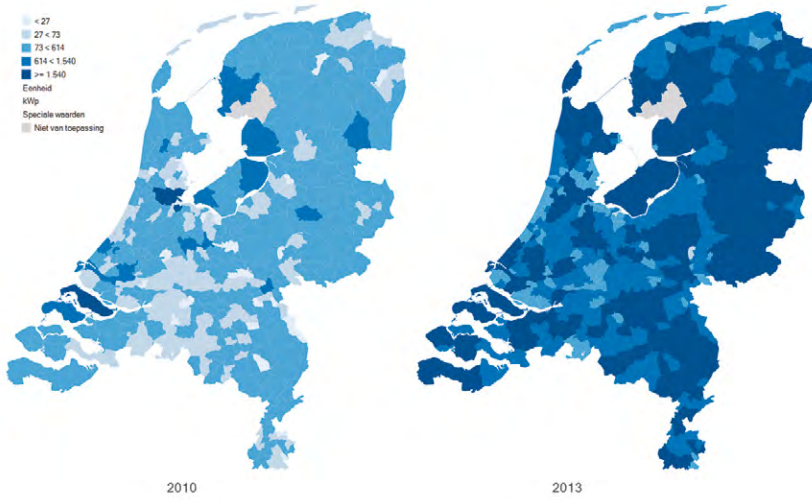 < 27
27 < 73
73 < 614
614 < 1.540
>= 1.540
Eenheid
kWp
Speciale waarden
Niet van toepassing
2010
2013